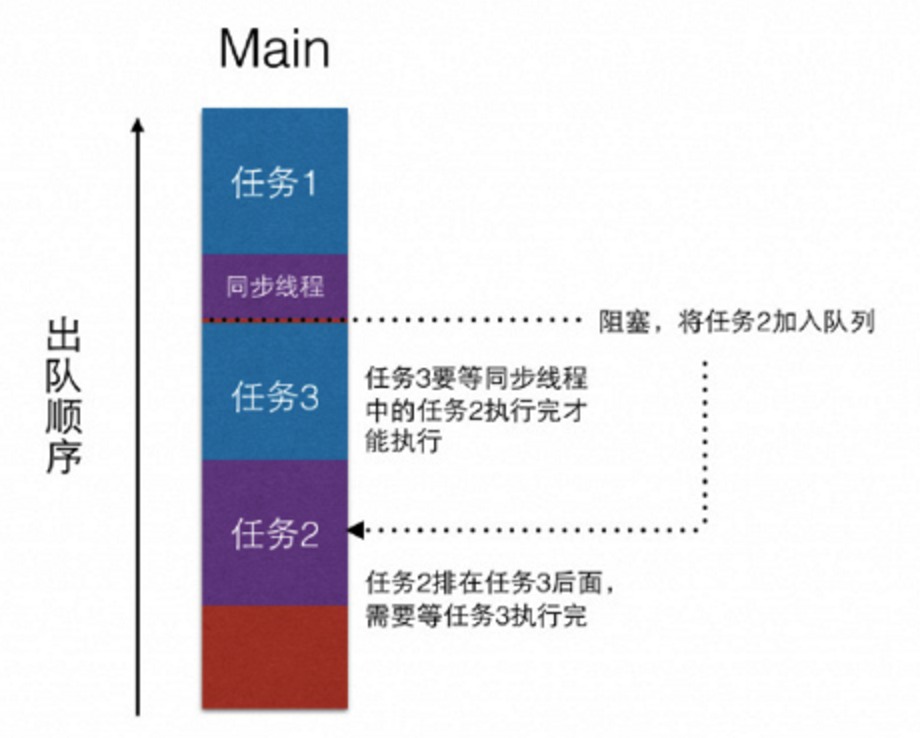 Main
出队顺序
任务1
同步线程
阻塞，将任务2加入队列
任务3
任务3要等同步线程
中的任务2执行完才
能执行
任务2
任务2排在任务3后面，
需要等任务3执行完